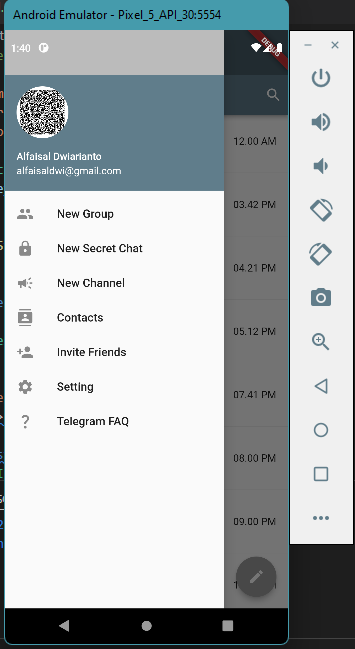 Android Emulator - Pixel_5_API_30:5554
1:40
DEBUG
Alfaisal Dwiarianto
alfaisaldwi@gmail.com
New Group
New Secret Chat
New Channel
Contacts
Invite Friends
Setting
Telegram FAQ
12.00 AM
03.42 PM
04.21 PM
05.12 PM
07.41 PM
08.00 PM
09.00 PM